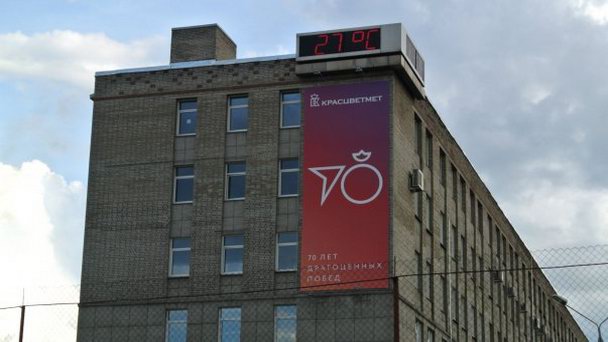 27 °C
КРАСЦВЕТМЕТ
70
70 ЛЕТ
ДРАГОЦЕННЫХ
ПОБЕД